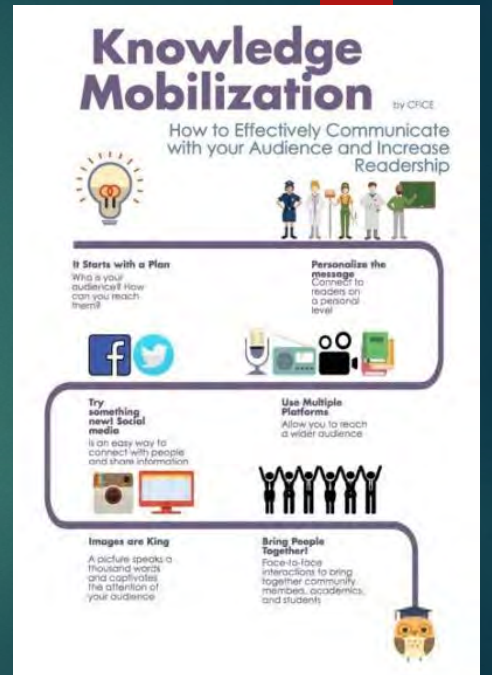 Knowledge
Mobilization
by CFICE
How to Effectively Communicate
with your Audience and Increase
Readership
It Starts with a Plan
Who is your
audience? How
can you reach
them?
Personalize the
message
Connect to
readers on
a personal
level
Try
something
new! Social
media
is an easy way to
connect with people
and share information
Use Multiple
Platforms
Allow you to reach
a wider audience
Images are King
A picture speaks a
thousand words
and captivates
the attention of
your audience
Bring People
Together!
Face-to-face
interactions to bring
together community
members, academics,
and students